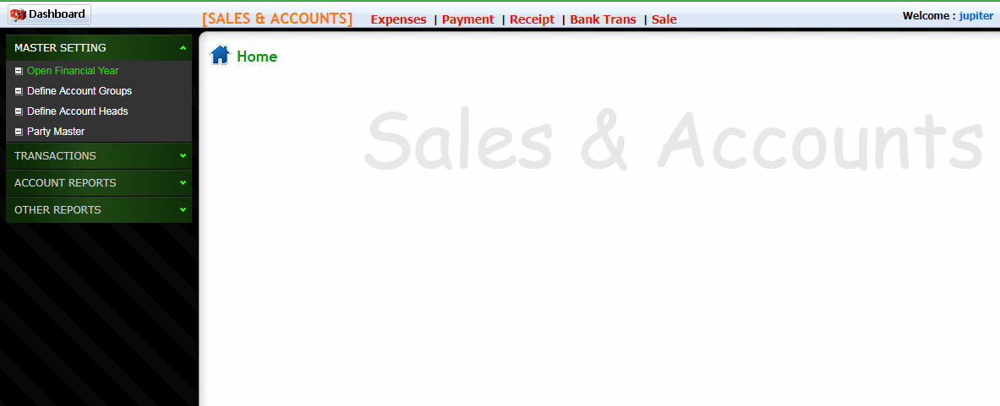 Dashboard
[SALES & ACCOUNTS] Expenses | Payment | Receipt | Bank Trans | Sale
Welcome : jupiter
MASTER SETTING
Open Financial Year
Define Account Groups
Define Account Heads
Party Master
TRANSACTIONS
ACCOUNT REPORTS
OTHER REPORTS
Home
Sales & Accounts